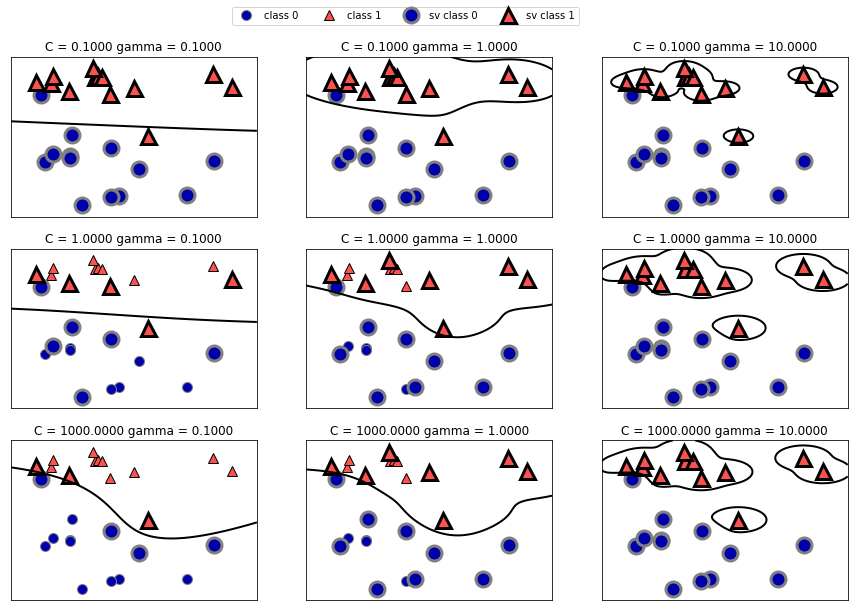 class 0 class 1 sv class 0 sv class 1
C = 0.1000 gamma = 0.1000 C = 0.1000 gamma = 1.0000 C = 0.1000 gamma = 10.0000
C = 1.0000 gamma = 0.1000 C = 1.0000 gamma = 1.0000 C = 1.0000 gamma = 10.0000
C = 1000.0000 gamma = 0.1000 C = 1000.0000 gamma = 1.0000 C = 1000.0000 gamma = 10.0000